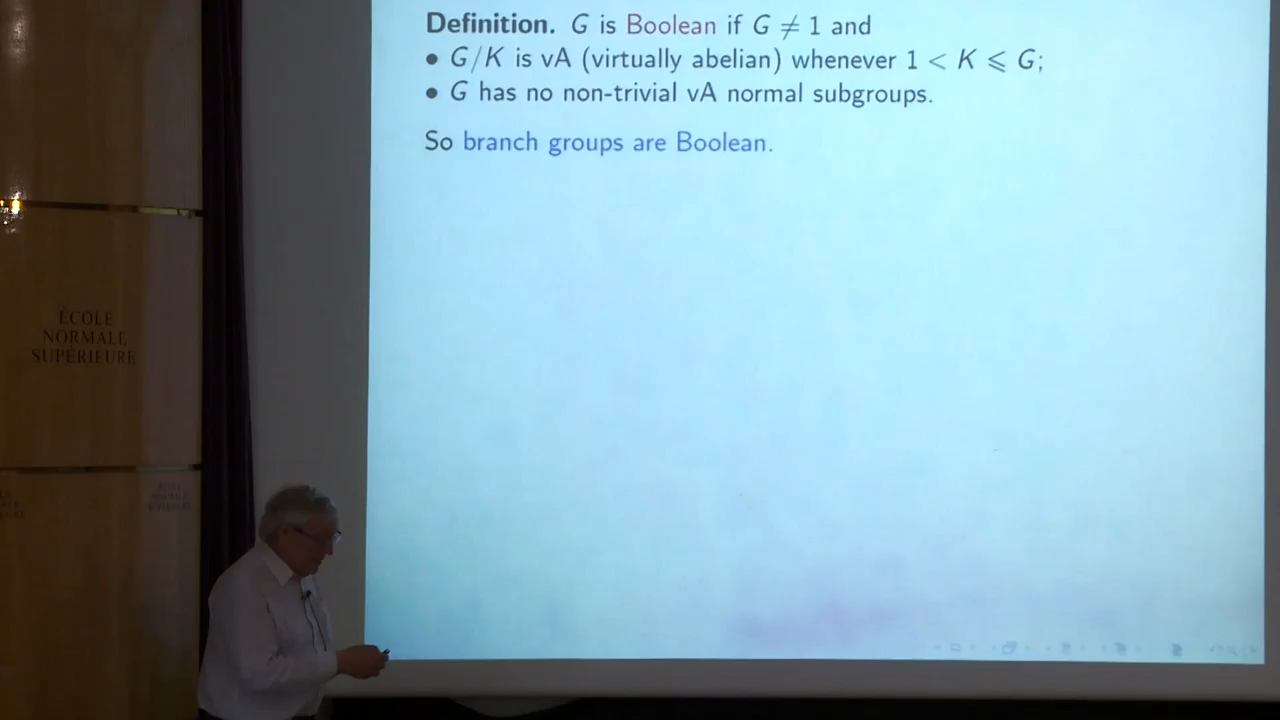 Definition. G is Boolean if G ≠ 1 and
• G/K is vA (virtually abelian) whenever 1 < K ⩽ G;
• G has no non-trivial vA normal subgroups.
So branch groups are Boolean.
ÉCOLE
NORMALE
SUPÉRIEURE